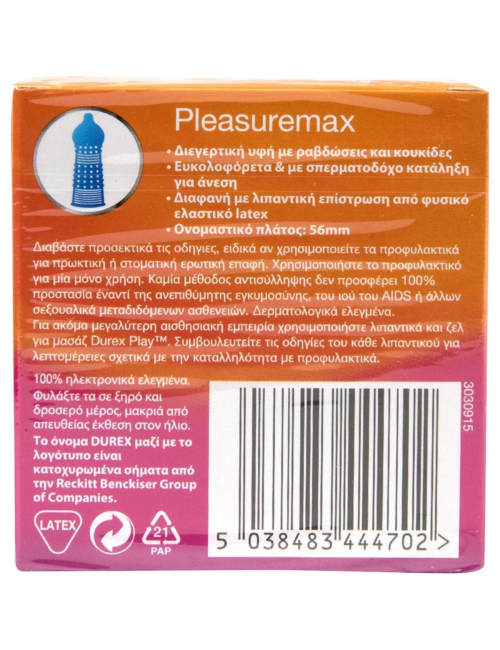 Pleasuremax
• Διεγερτική υφή με ραβδώσεις και κουκίδες
• Ευκολοφόρετα & με σπερματοδόχο κατάληξη
για άνεση
• Διαφανή με λιπαντική επίστρωση από φυσικό
ελαστικό latex
• Ονομαστικό πλάτος: 56mm
Διαβάστε προσεκτικά τις οδηγιες, ειδικά αν χρησιμοποιείτε τα προφυλακτικά
για πρωκτική ή στοματική ερωτική επαφή. Χρησιμοποιήστε το προφυλακτικό
για μία μόνο χρήση. Καμία μέθοδος αντισύλληψης δεν προσφέρει 100%
προστασία έναντί της ανεπιθύμητης εγκυμοσύνης, του ιού του AIDS ή άλλων
σεξουαλικά μεταδιδόμενων ασθενειών. Δερματολογικά ελεγμένα.
Για ακόμα μεγαλύτερη αισθησιακή εμπειρία χρησιμοποιήστε λιπαντικά και ζελ
για μασάζ Durex Play™. Συμβουλευτείτε τις οδηγίες του κάθε λιπαντικού για
λεπτομέρειες σχετικά με την καταλληλότητα με προφυλακτικά.
100% ηλεκτρονικά ελεγμένα.
Φυλάξτε τα σε ξηρό και
δροσερό μέρος, μακριά από
απευθείας έκθεση στον ήλιο.
Το όνομα DUREX μαζί με το
λογότυπο είναι
κατοχυρωμένα σήματα από
την Reckitt Benckiser Group
of Companies.
3030915
LATEX
21
PAP
5 038483 444702 >